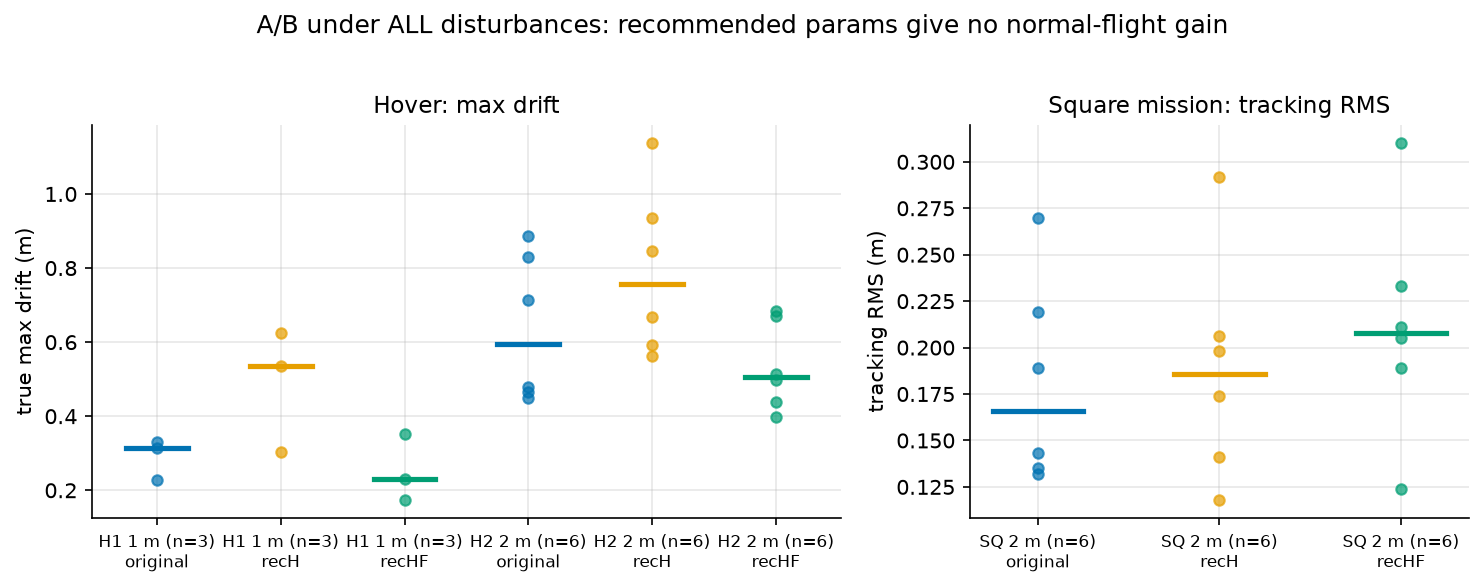 A/B under ALL disturbances: recommended params give no normal-flight gain
Hover: max drift
true max drift (m)
1.0
0.8
0.6
0.4
0.2
H1 1 m (n=3)
original
H1 1 m (n=3)
recH
H1 1 m (n=3)
recHF
H2 2 m (n=6)
original
H2 2 m (n=6)
recH
H2 2 m (n=6)
recHF
Square mission: tracking RMS
tracking RMS (m)
0.300
0.275
0.250
0.225
0.200
0.175
0.150
0.125
SQ 2 m (n=6)
original
SQ 2 m (n=6)
recH
SQ 2 m (n=6)
recHF